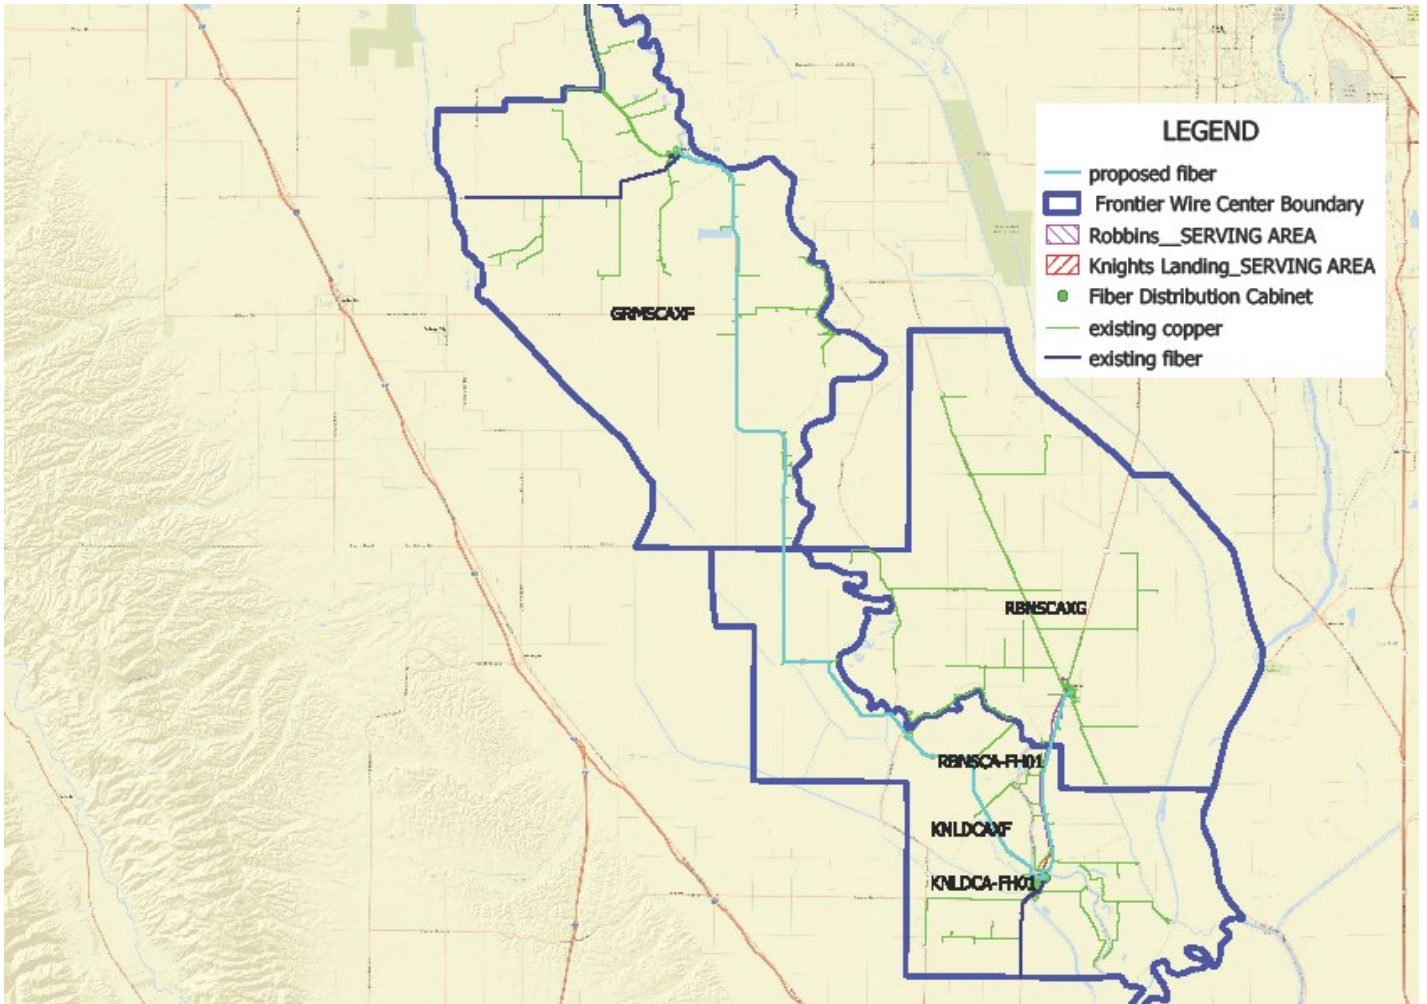 LEGEND
proposed fiber
Frontier Wire Center Boundary
Robbins__SERVING AREA
Knights Landing_SERVING AREA
Fiber Distribution Cabinet
existing copper
existing fiber
GRMSCAXF
RBNSCAXG
RBNSCA-FH01
KNLDCAXF
KNLDCA-FH01